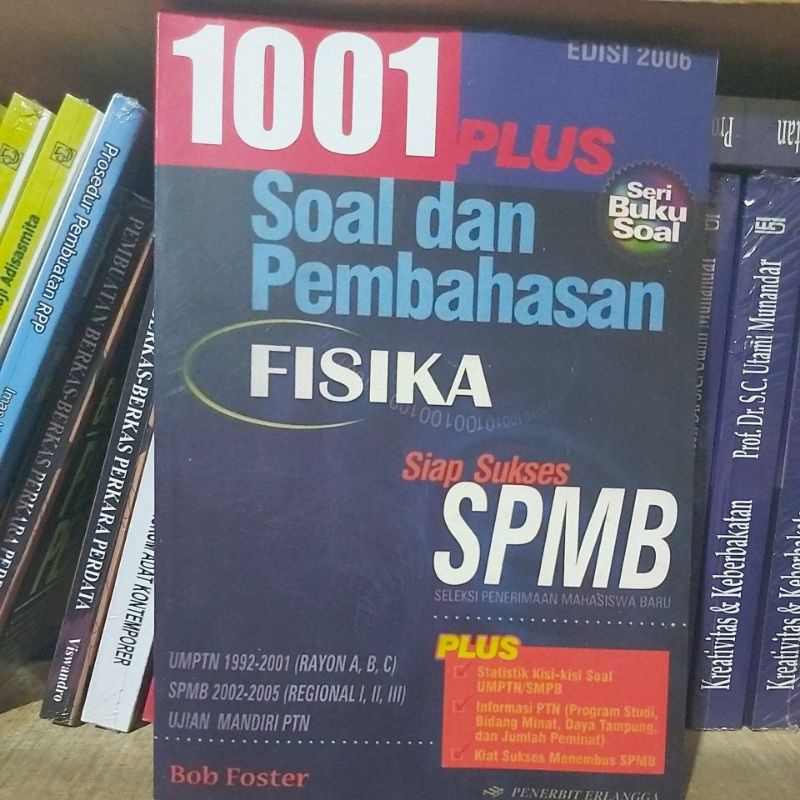 EDISI 2006
1001
PLUS
Seri
Buku
Soal
Soal dan
Pembahasan
FISIKA
Siap Sukses
SPMB
SELEKSI PENERIMAAN MAHASISWA BARU
UMPTN 1992-2001 (RAYON A, B, C)
SPMB 2002-2005 (REGIONAL I, II, III)
UJIAN MANDIRI PTN
PLUS
Statistik Kisi-kisi Soal
UMPTN/SMPB
Informasi PTN (Program Studi,
Bidang Minat, Daya Tampung,
dan Jumlah Peminat)
Kiat Sukses Menembus SPMB
Bob Foster
PENERBIT ERLANGGA
Adisasmita
Prosedur Pembuatan RPP
PEMBUATAN BERKAS-BERKAS PERKARA
BERKAS-BERKAS PERKARA PERDATA
Viswandro
ADAT KONTEMPORER
Utami Munandar
Kreativitas & Keberbakatan
Prof. Dr. S.C. Utami Munandar
Kreativitas & Keberbakatan